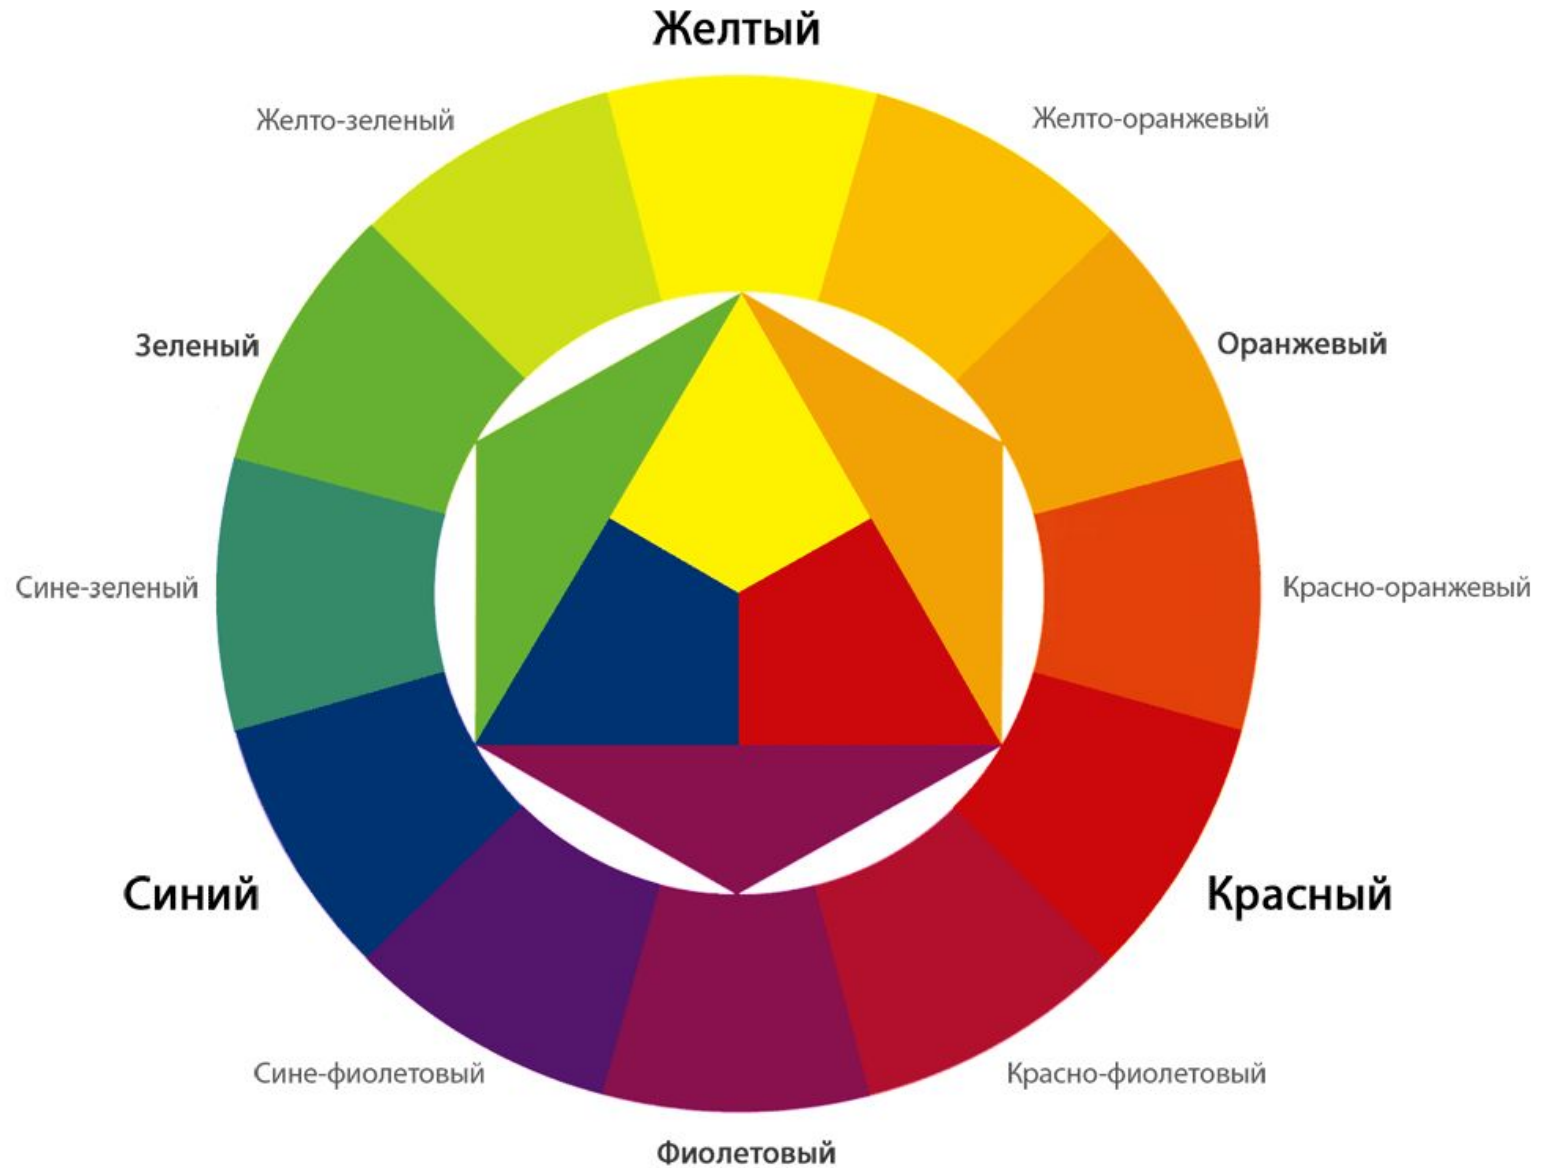 Желтый
Желто-зеленый
Желто-оранжевый
Зеленый
Оранжевый
Сине-зеленый
Красно-оранжевый
Синий
Красный
Сине-фиолетовый
Красно-фиолетовый
Фиолетовый